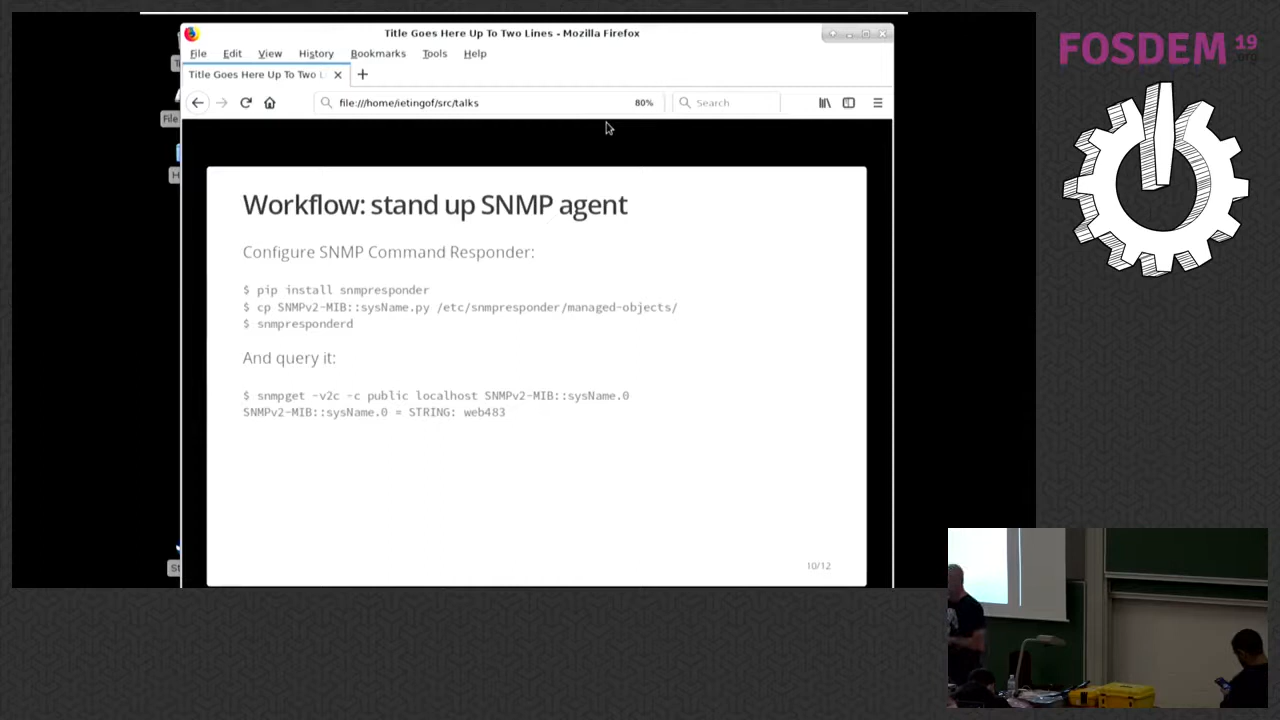 Title Goes Here Up To Two Lines - Mozilla Firefox
File Edit View History Bookmarks Tools Help
Title Goes Here Up To Two L
file:///home/ietingof/src/talks 80% Search
File
H
St
Workflow: stand up SNMP agent
Configure SNMP Command Responder:
$ pip install snmpresponder
$ cp SNMPv2-MIB::sysName.py /etc/snmpresponder/managed-objects/
$ snmpresponderd
And query it:
$ snmpget -v2c -c public localhost SNMPv2-MIB::sysName.0
SNMPv2-MIB::sysName.0 = STRING: web483
10/12
FOSDEM 19
.org